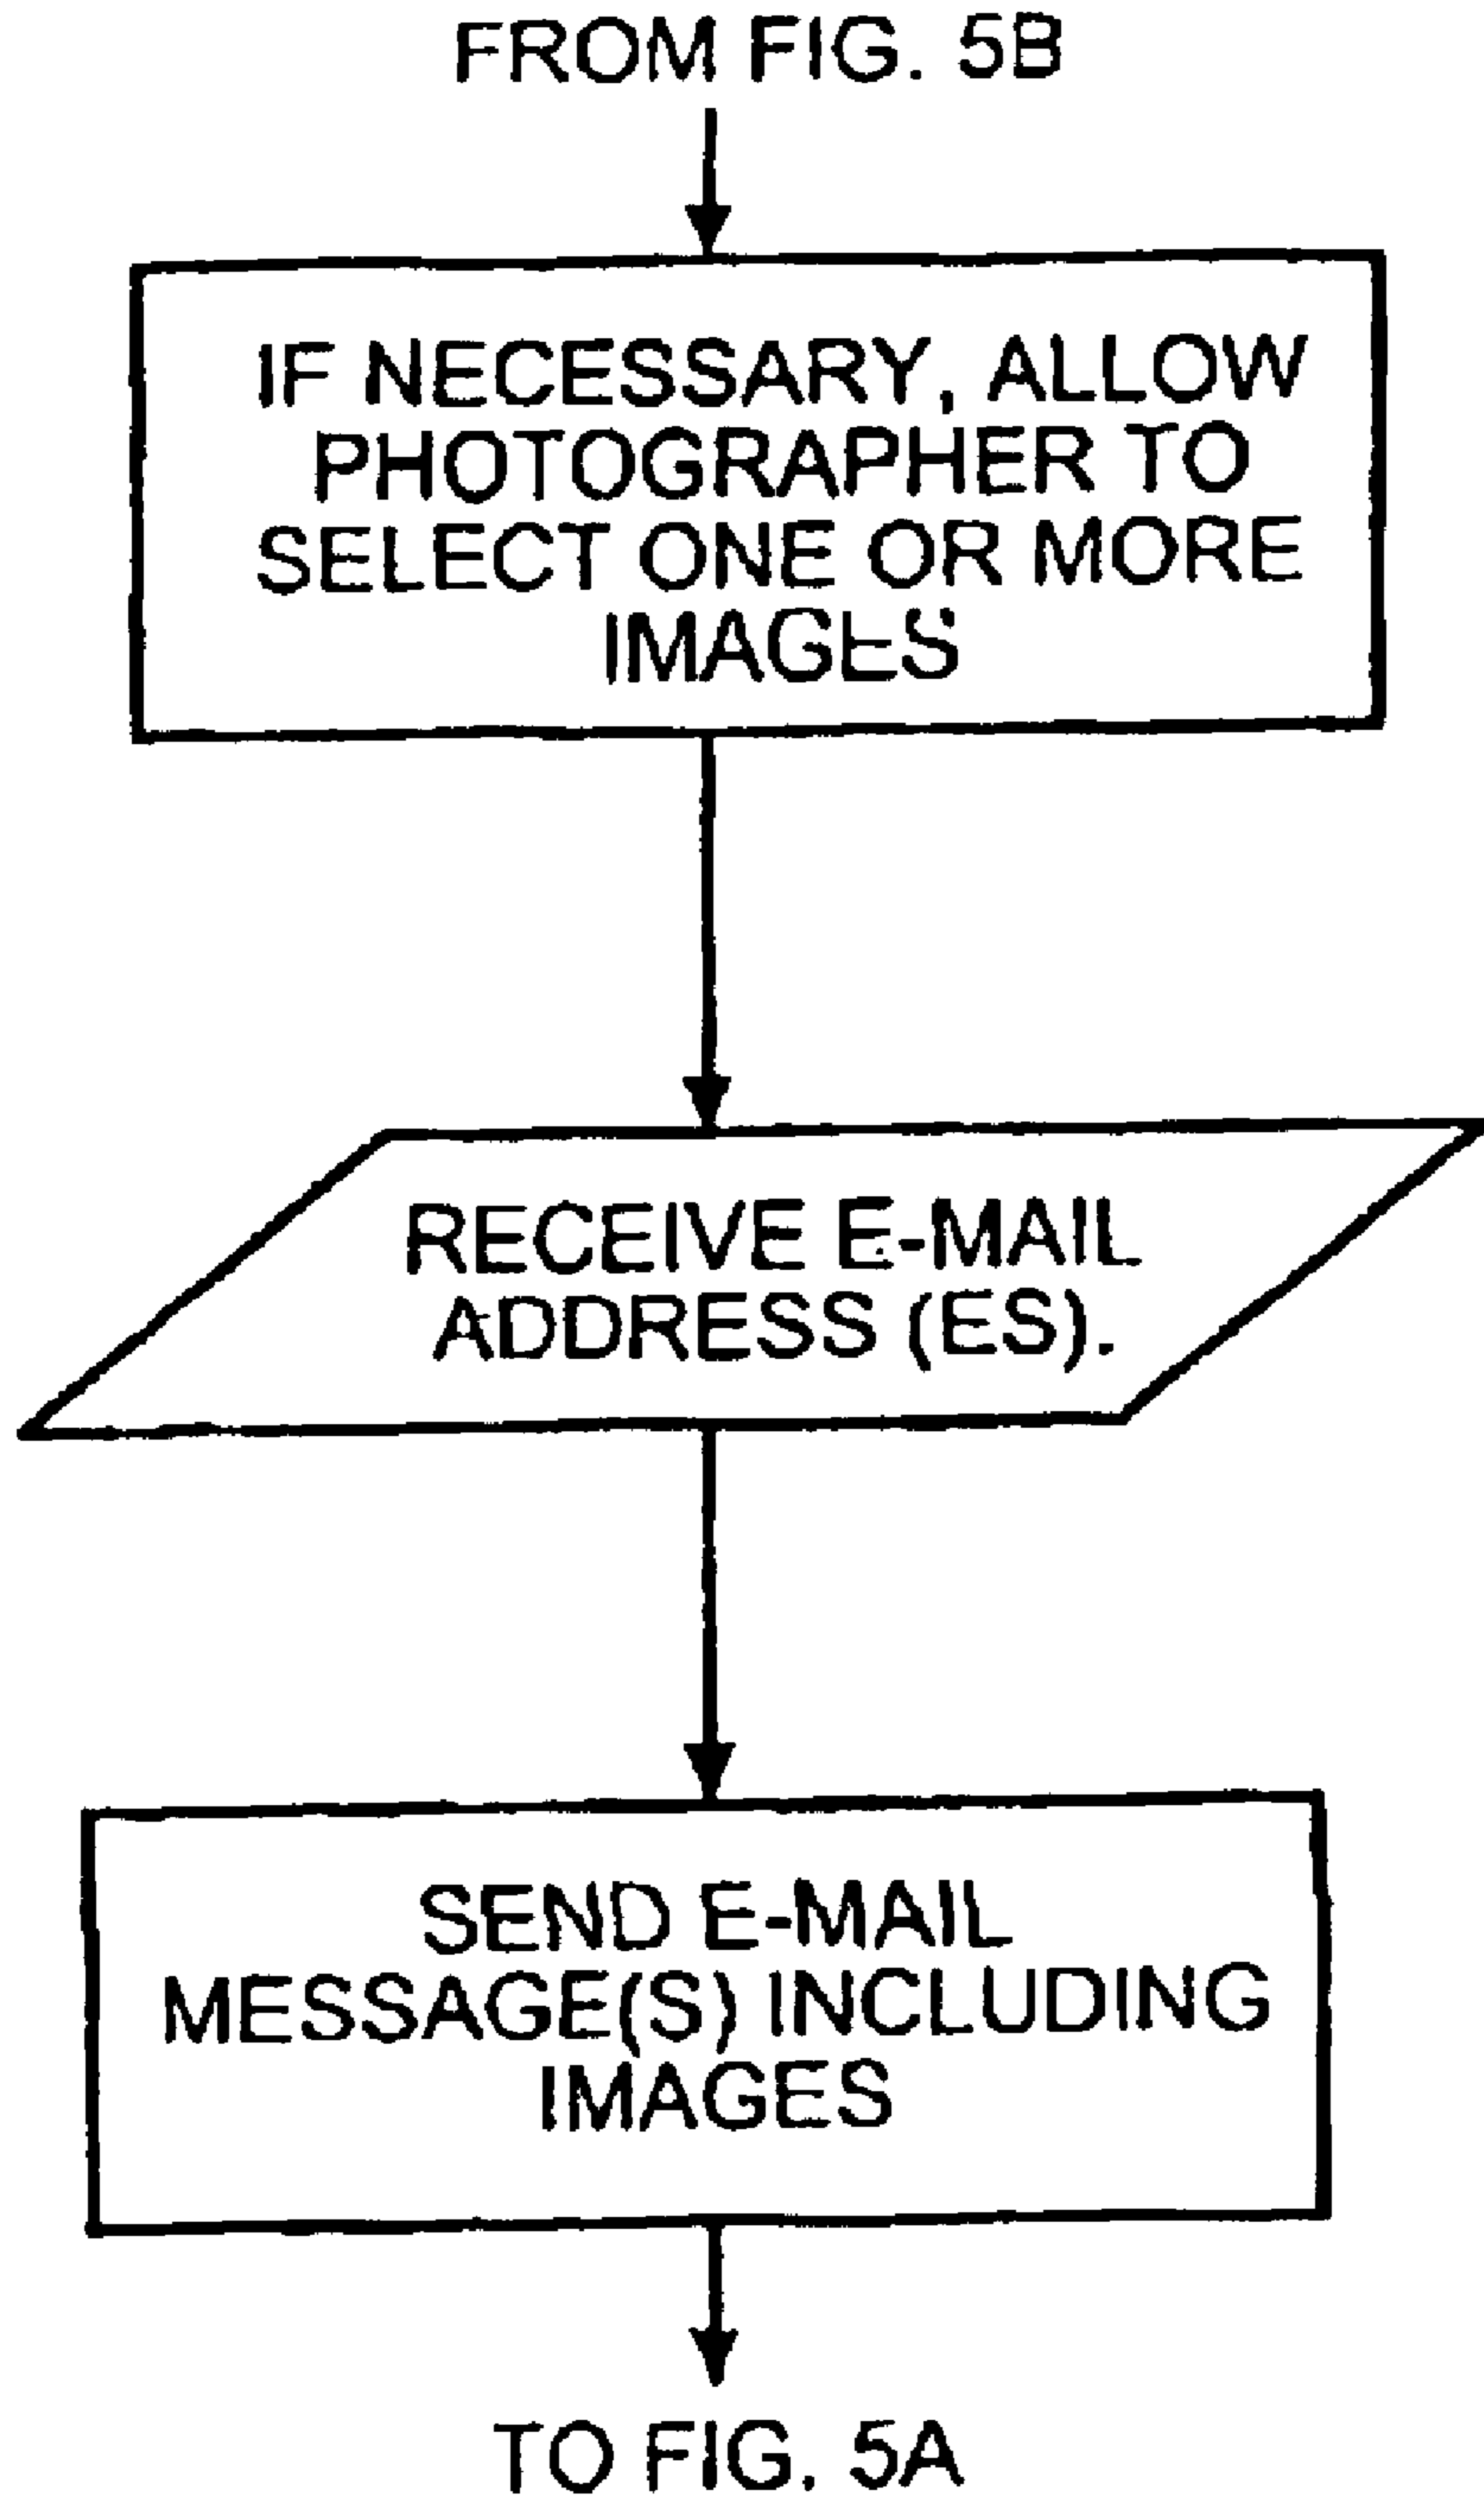 FROM FIG. 5B
IF NECESSARY, ALLOW
PHOTOGRAPHER TO
SELECT ONE OR MORE
IMAGES
RECEIVE E-MAIL
ADDRESS (ES).
SEND E-MAIL
MESSAGE(S) INCLUDING
IMAGES
TO FIG. 5A